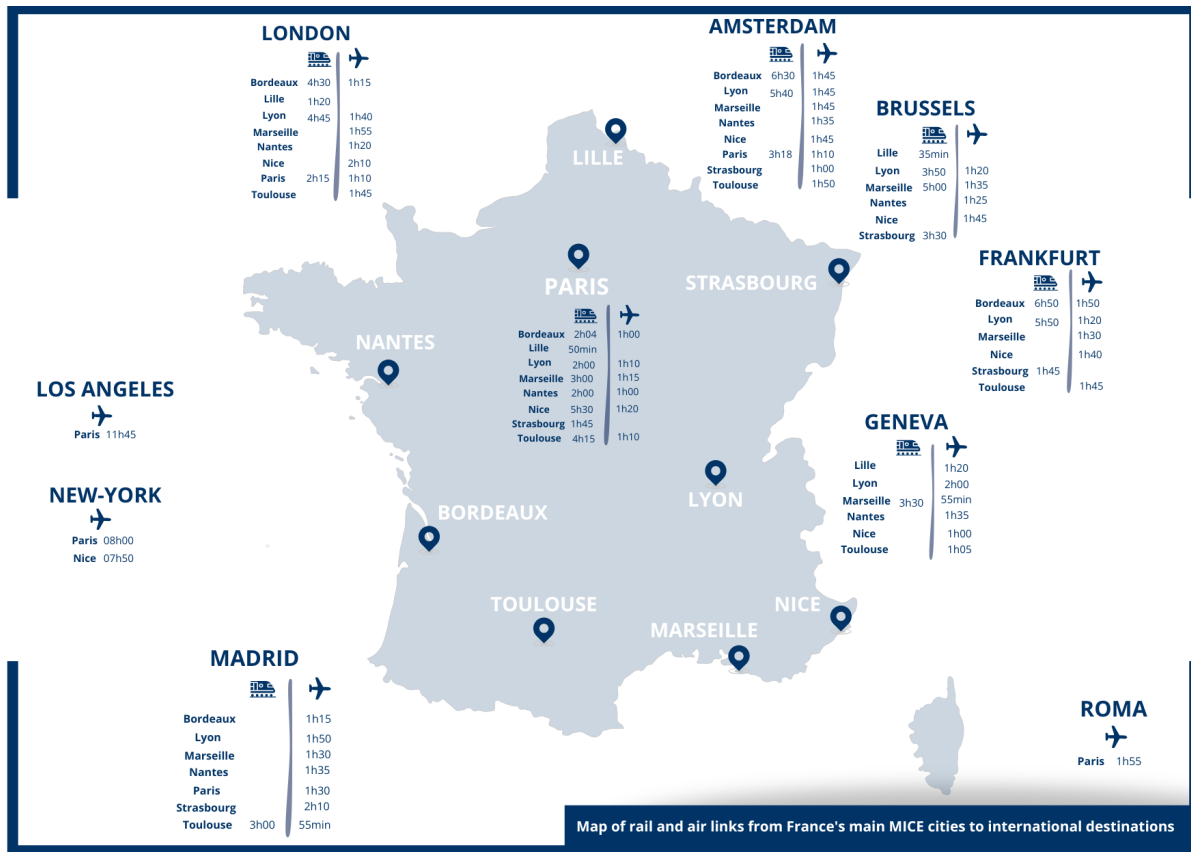 LONDON
Bordeaux 4h30 1h15
Lille 1h20
Lyon 4h45 1h40
Marseille 1h55
Nantes 1h20
Nice 2h10
Paris 2h15 1h10
Toulouse 1h45
AMSTERDAM
Bordeaux 6h30 1h45
Lyon 5h40 1h45
Marseille 1h45
Nantes 1h35
Nice 1h45
Paris 3h18 1h10
Strasbourg 1h00
Toulouse 1h50
BRUSSELS
Lille 35min
Lyon 3h50 1h20
Marseille 5h00 1h35
Nantes 1h25
Nice 1h45
Strasbourg 3h30
FRANKFURT
Bordeaux 6h50 1h50
Lyon 5h50 1h20
Marseille 1h30
Nice 1h40
Strasbourg 1h45
Toulouse 1h45
LILLE
PARIS
Bordeaux 2h04 1h00
Lille 50min
Lyon 2h00 1h10
Marseille 3h00 1h15
Nantes 2h00 1h00
Nice 5h30 1h20
Strasbourg 1h45
Toulouse 4h15 1h10
STRASBOURG
NANTES
LOS ANGELES
Paris 11h45
NEW-YORK
Paris 08h00
Nice 07h50
GENEVA
Lille 1h20
Lyon 2h00
Marseille 3h30 55min
Nantes 1h35
Nice 1h00
Toulouse 1h05
LYON
BORDEAUX
TOULOUSE
NICE
MARSEILLE
MADRID
Bordeaux 1h15
Lyon 1h50
Marseille 1h30
Nantes 1h35
Paris 1h30
Strasbourg 2h10
Toulouse 3h00 55min
ROMA
Paris 1h55
Map of rail and air links from France's main MICE cities to international destinations